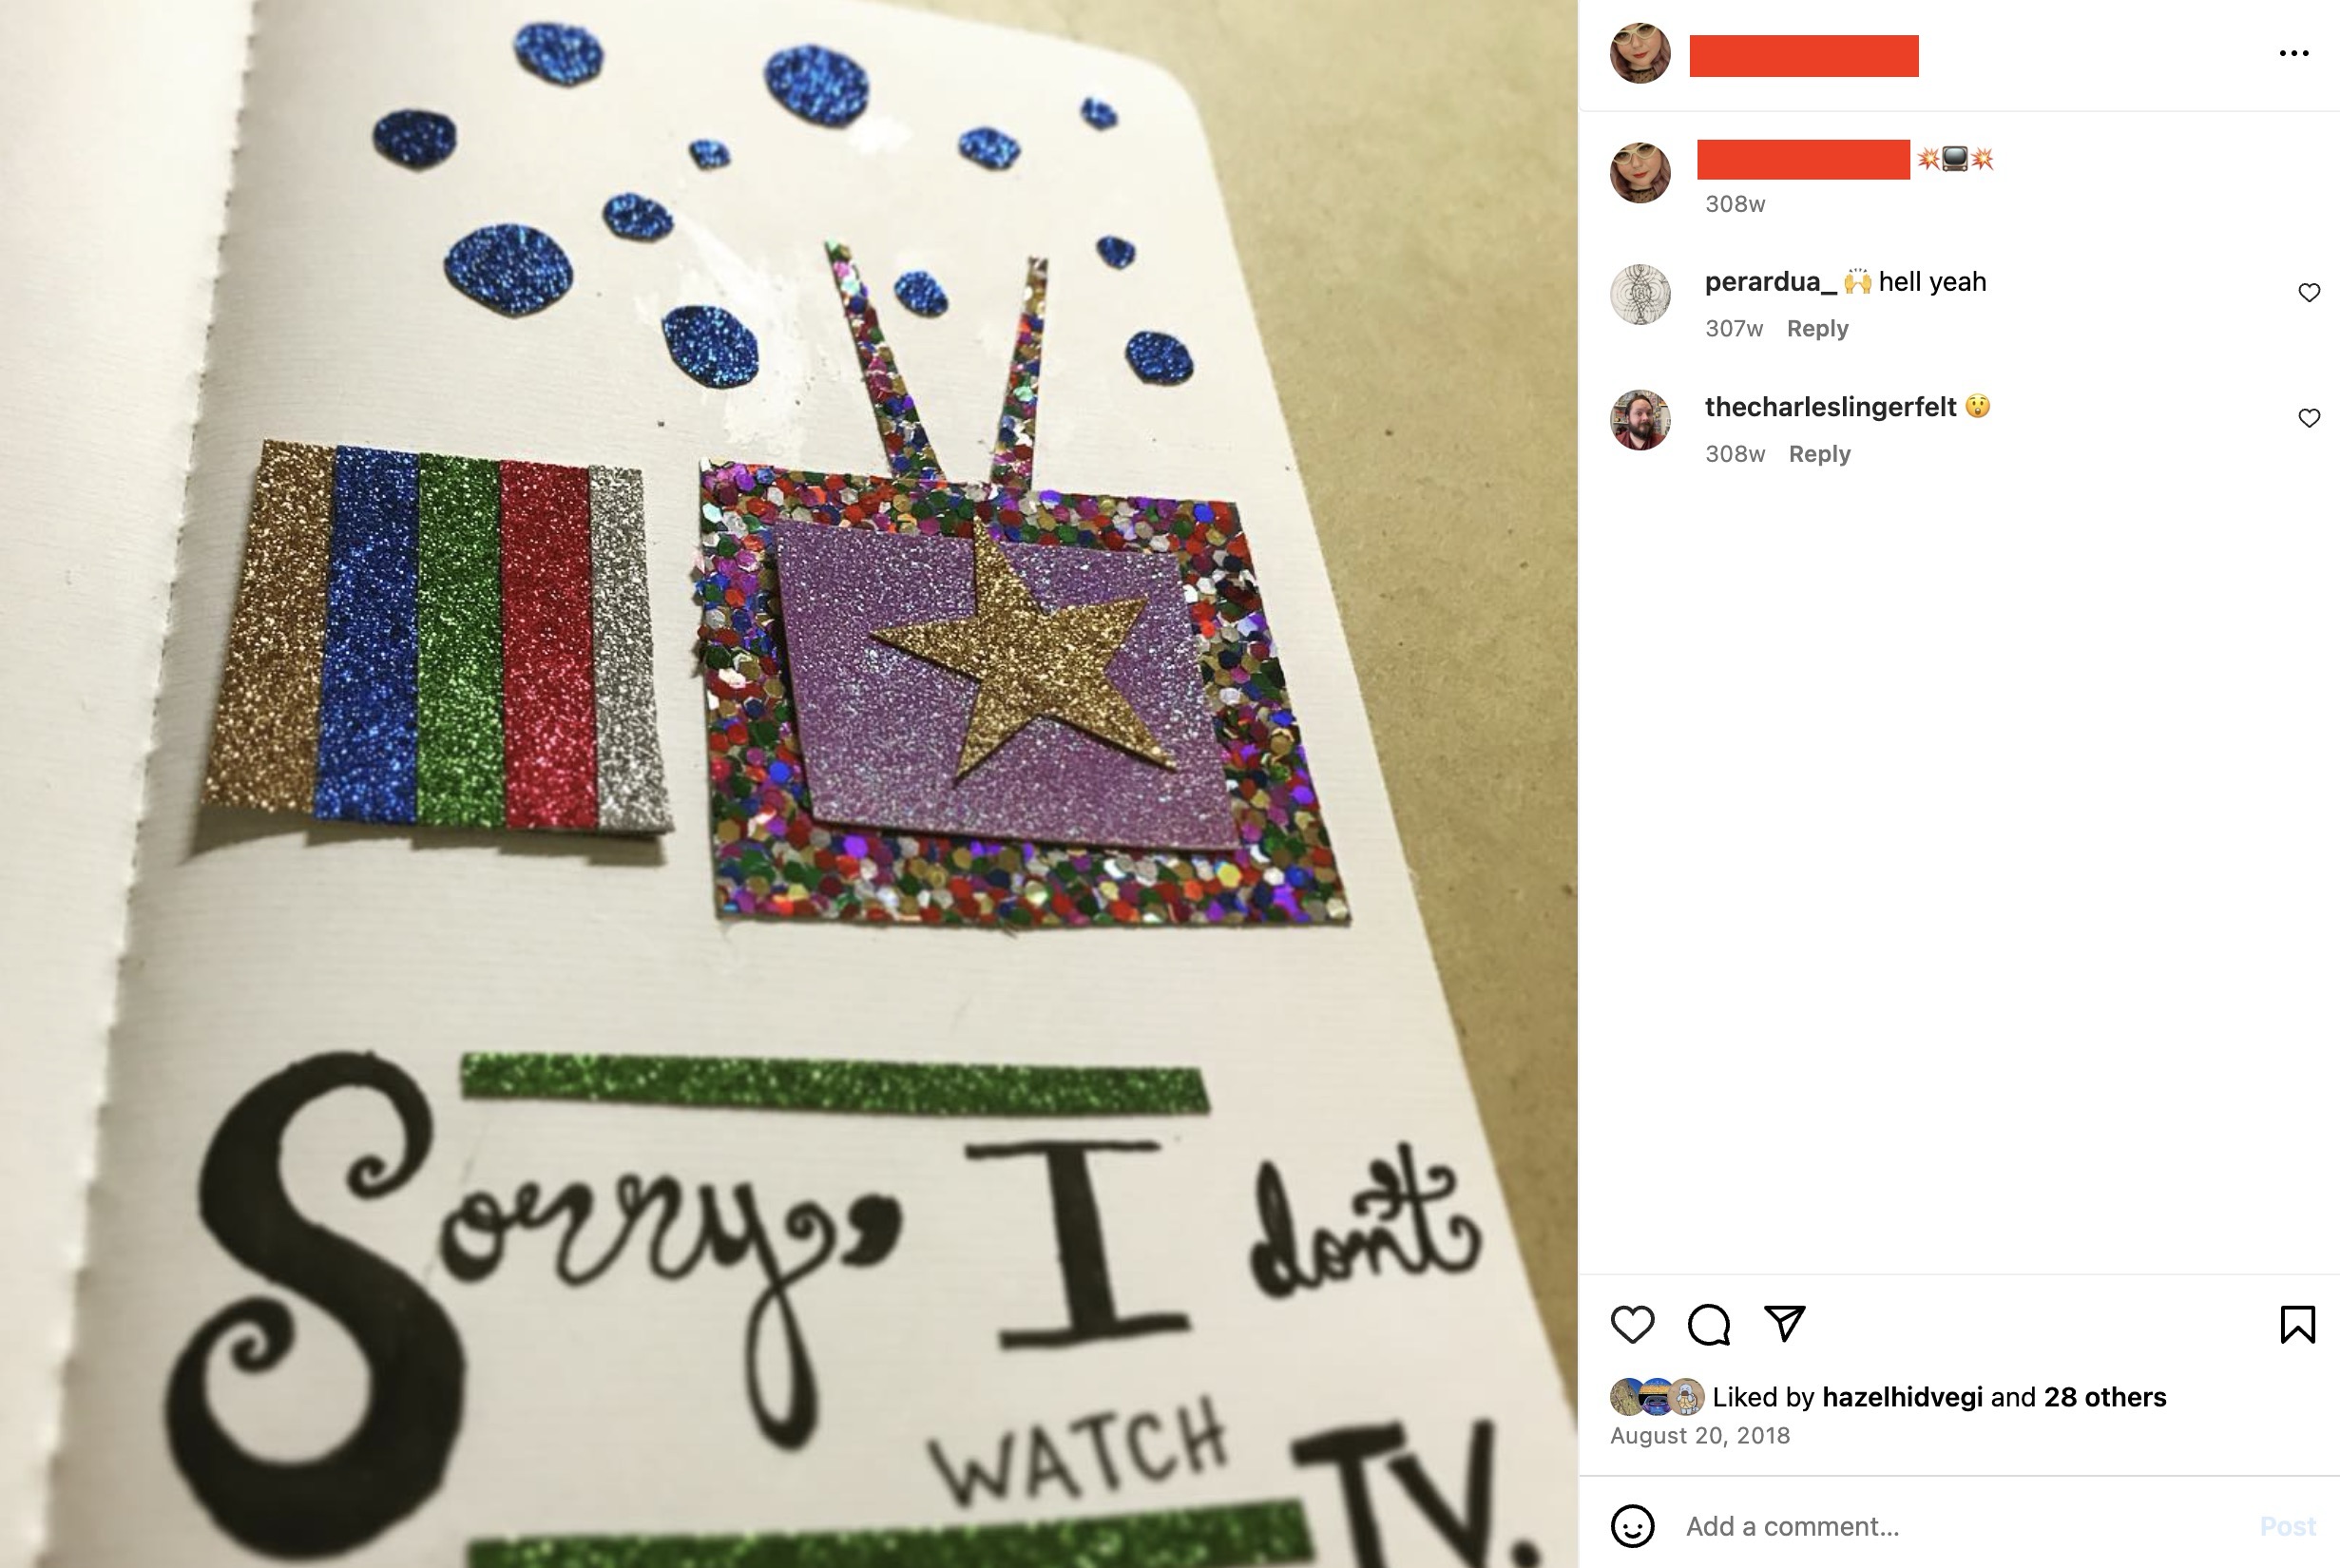 Sorry, I don't
WATCH TV.
💥📺💥
308w
perardua_ 🙌 hell yeah
307w Reply
thecharleslingerfelt 😲
308w Reply
Liked by hazelhidvegi and 28 others
August 20, 2018
Add a comment...
Post